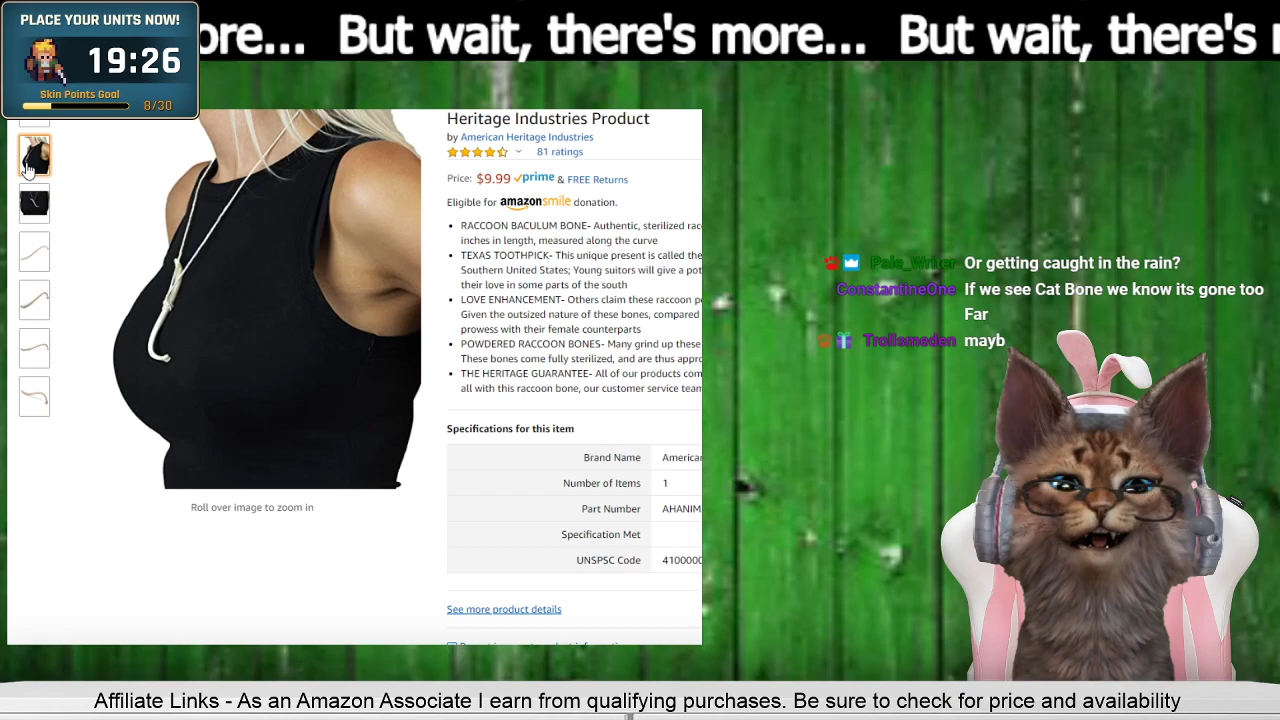 PLACE YOUR UNITS NOW!
19:26
Skin Points Goal
8/30
ore... But wait, there's more... But wait, there's
Heritage Industries Product
by American Heritage Industries
81 ratings
Price: $9.99 prime & FREE Returns
Eligible for amazonsmile donation.
RACCOON BACULUM BONE- Authentic, sterilized rac
inches in length, measured along the curve
TEXAS TOOTHPICK- This unique present is called the
Southern United States; Young suitors will give a pot
their love in some parts of the south
LOVE ENHANCEMENT- Others claim these raccoon p
Given the outsized nature of these bones, compared
prowess with their female counterparts
POWDERED RACCOON BONES- Many grind up these
These bones come fully sterilized, and are thus appr
THE HERITAGE GUARANTEE- All of our products com
all with this raccoon bone, our customer service team
Specifications for this item
Brand Name America
Number of Items 1
Part Number AHANIM
Specification Met
UNSPSC Code 4100000
See more product details
Roll over image to zoom in
Pale_Writer Or getting caught in the rain?
ConstantineOne If we see Cat Bone we know its gone too
Far
Trollsmeden mayb
Affiliate Links - As an Amazon Associate I earn from qualifying purchases. Be sure to check for price and availability